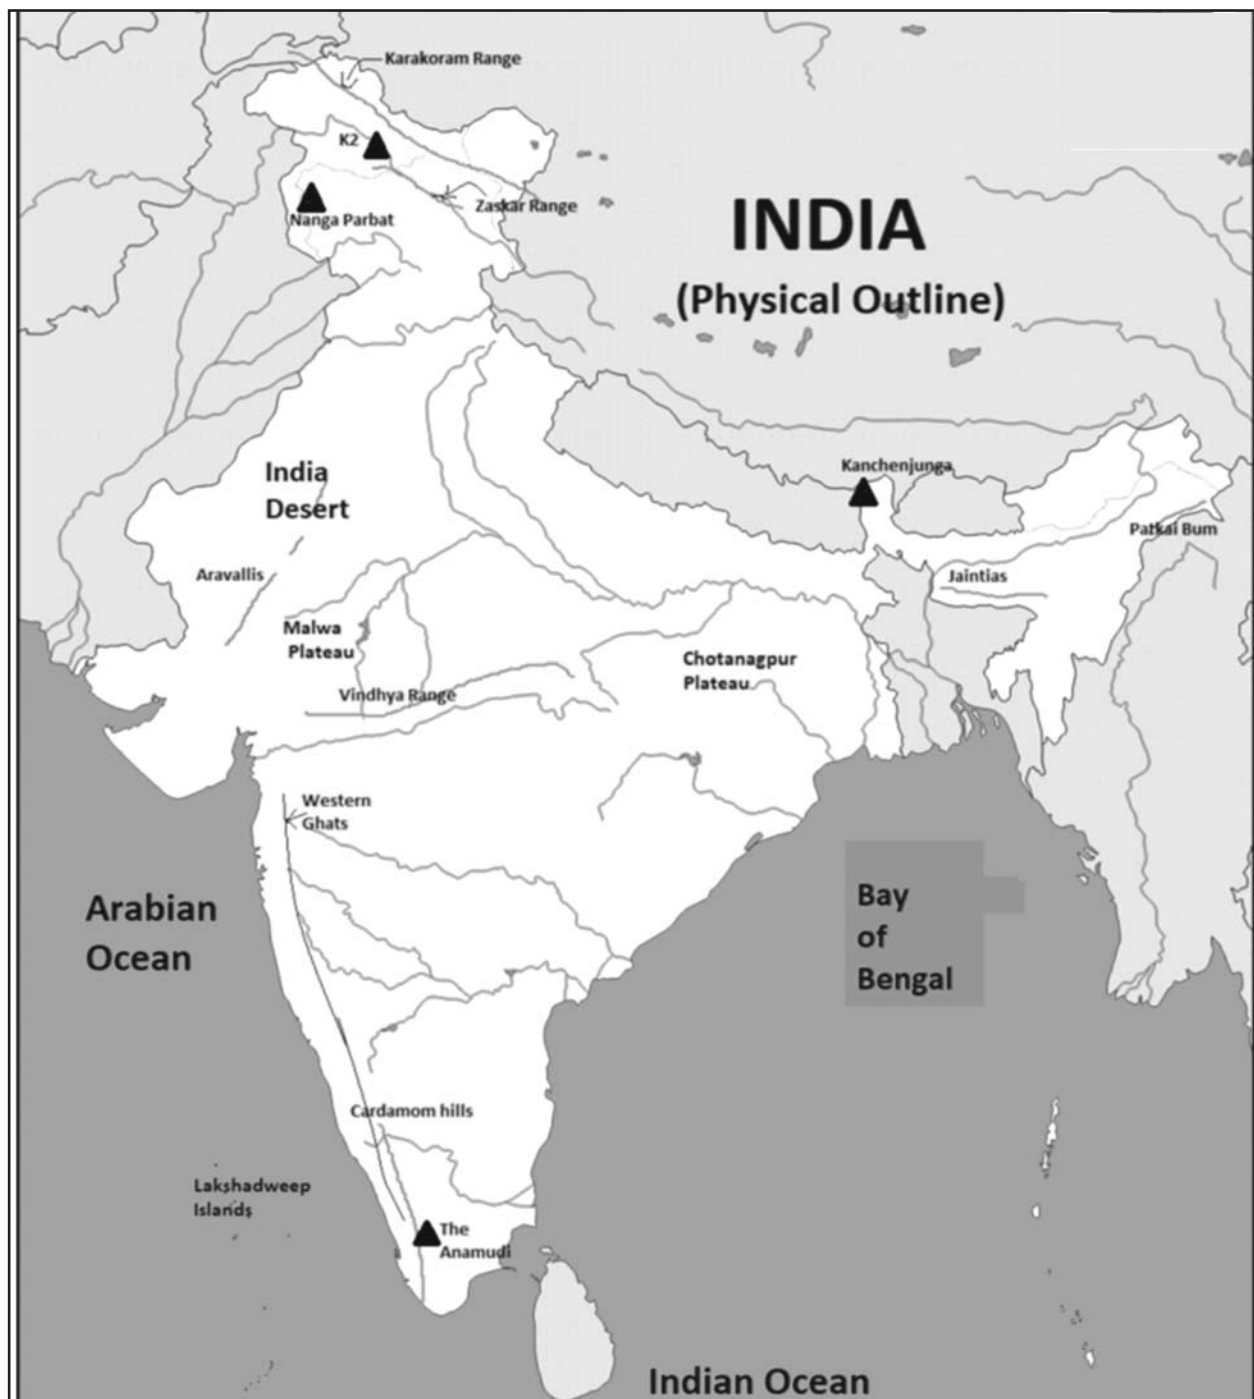 Karakoram Range
K2
Zaskar Range
Nanga Parbat
INDIA
(Physical Outline)
Kanchenjunga
India
Desert
Patkai Bum
Aravallis
Jaintias
Malwa
Plateau
Chotanagpur
Plateau
Vindhya Range
Western
Ghats
Arabian
Ocean
Bay
of
Bengal
Cardamom hills
Lakshadweep
Islands
The
Anamudi
Indian Ocean